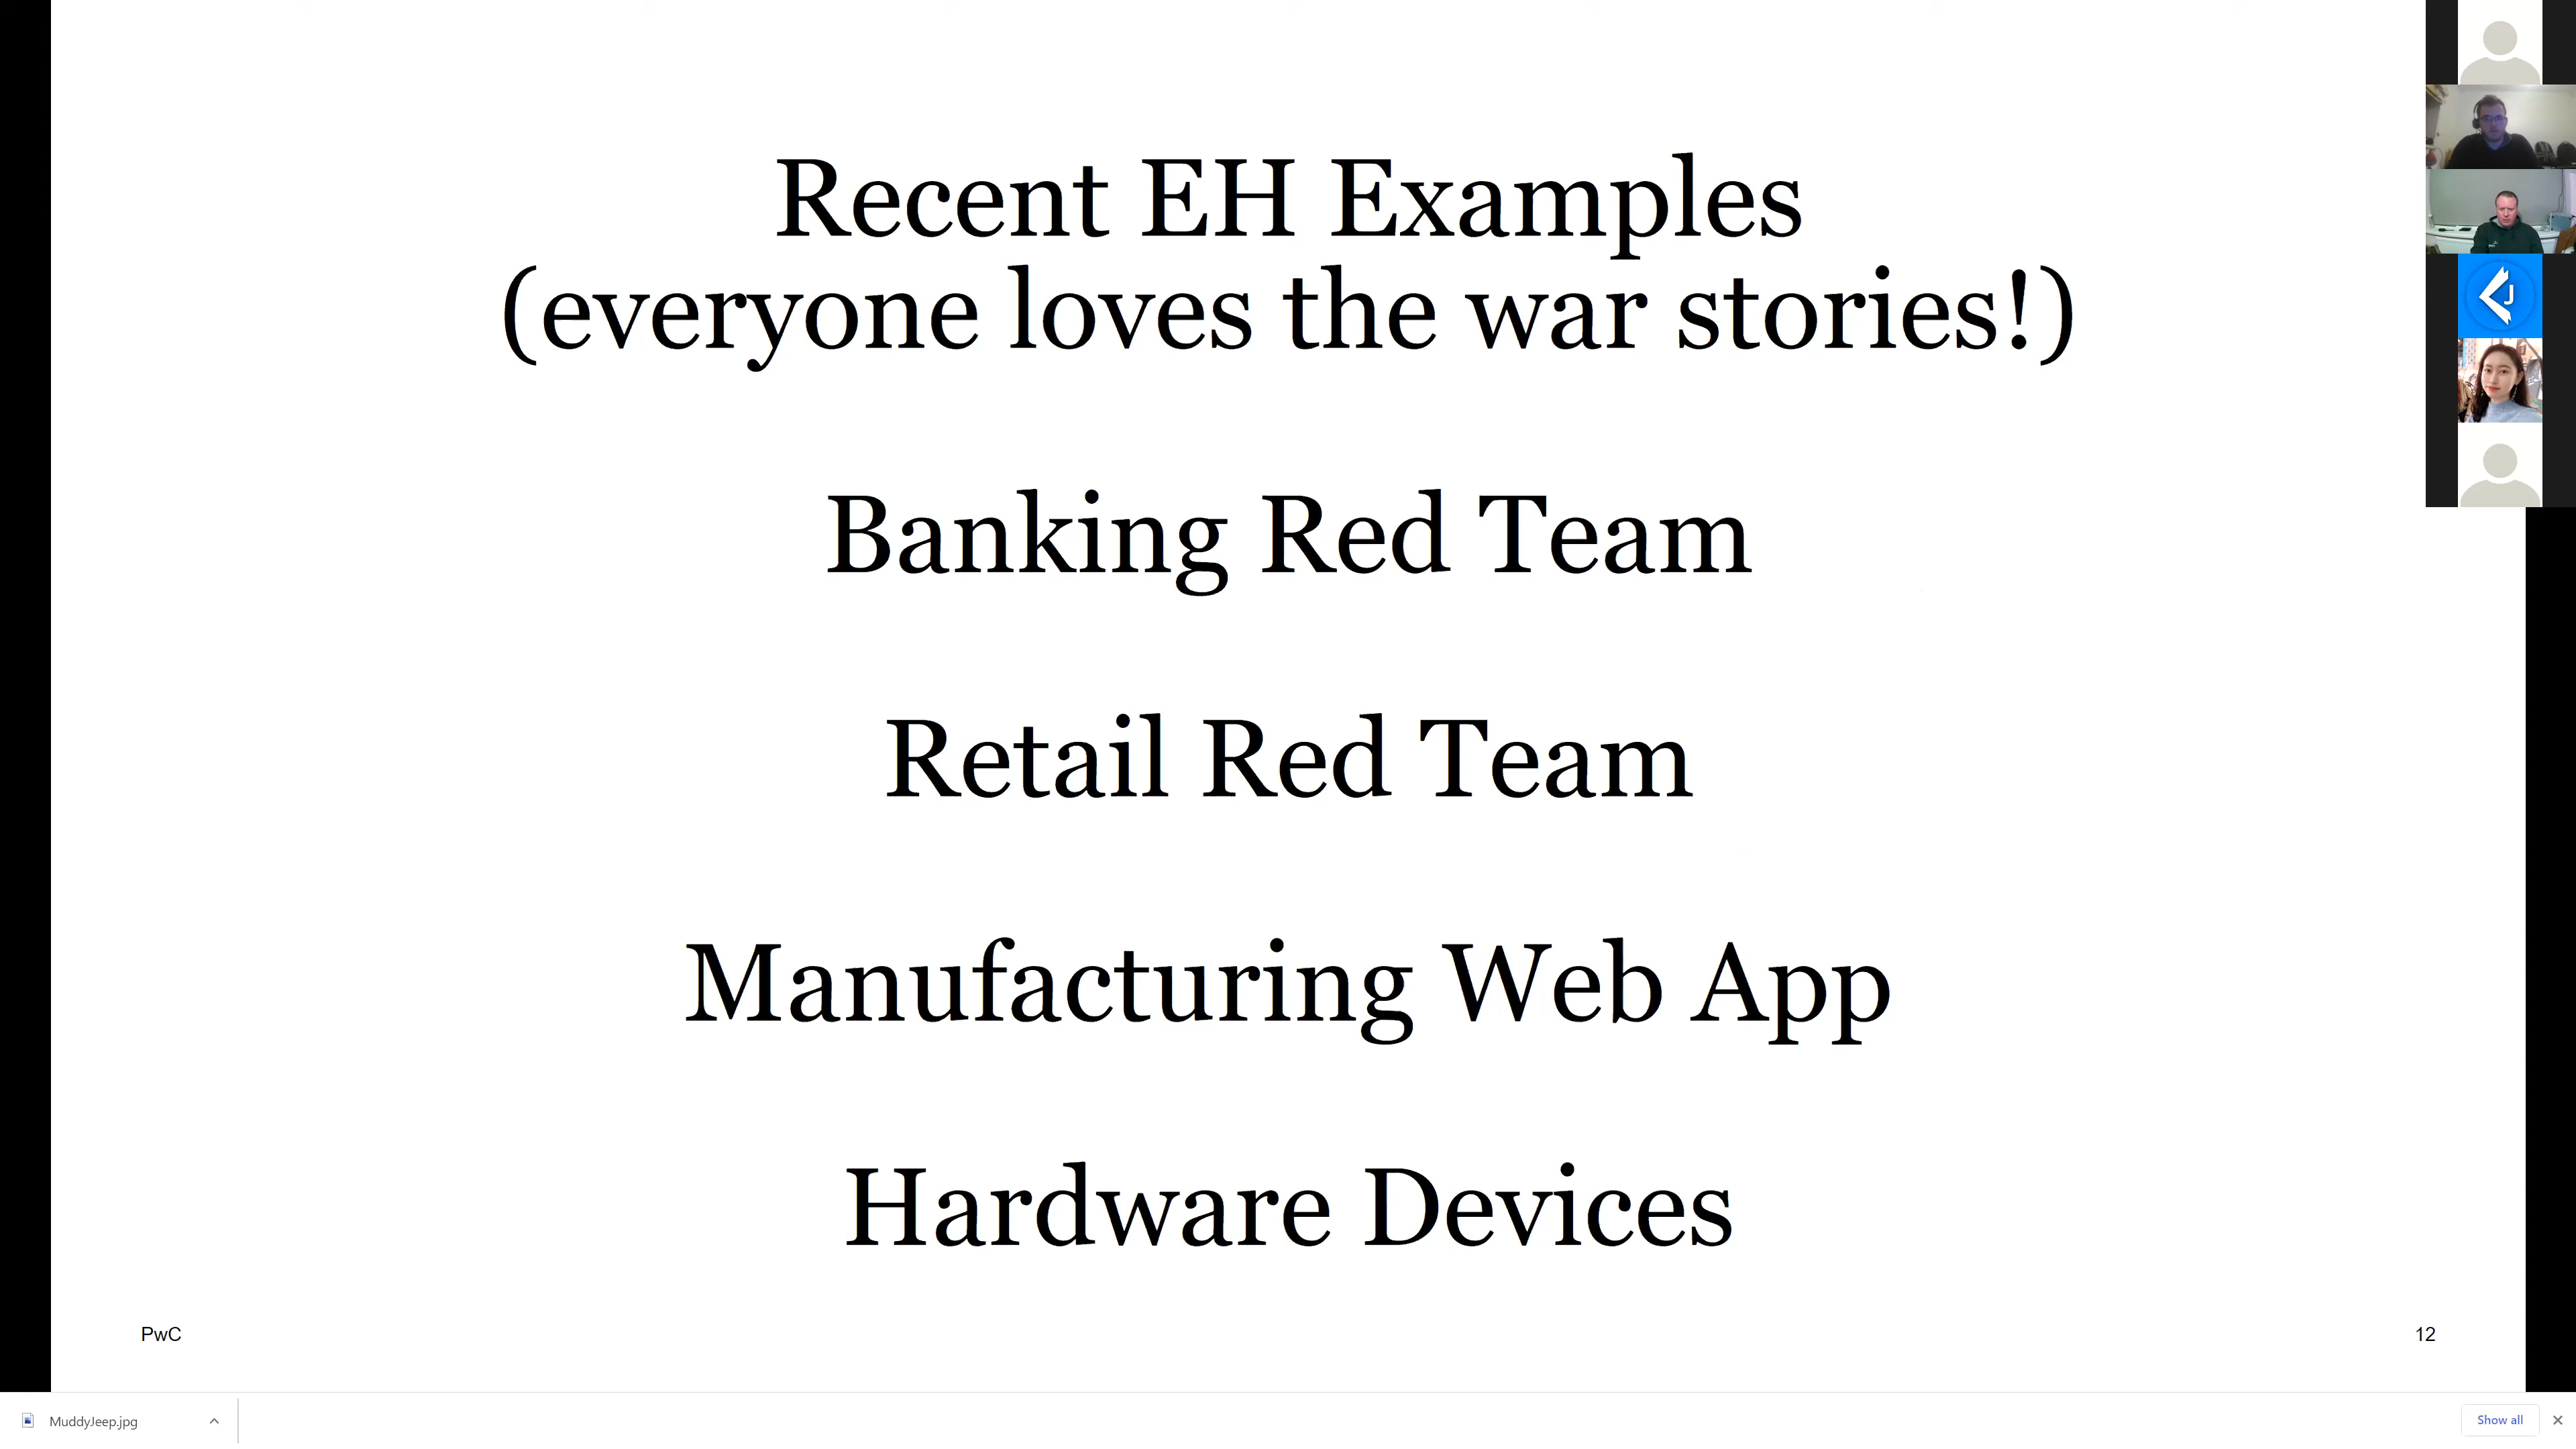 Recent EH Examples
(everyone loves the war stories!)
Banking Red Team
Retail Red Team
Manufacturing Web App
Hardware Devices
PwC
12
J
MuddyJeep.jpg
Show all